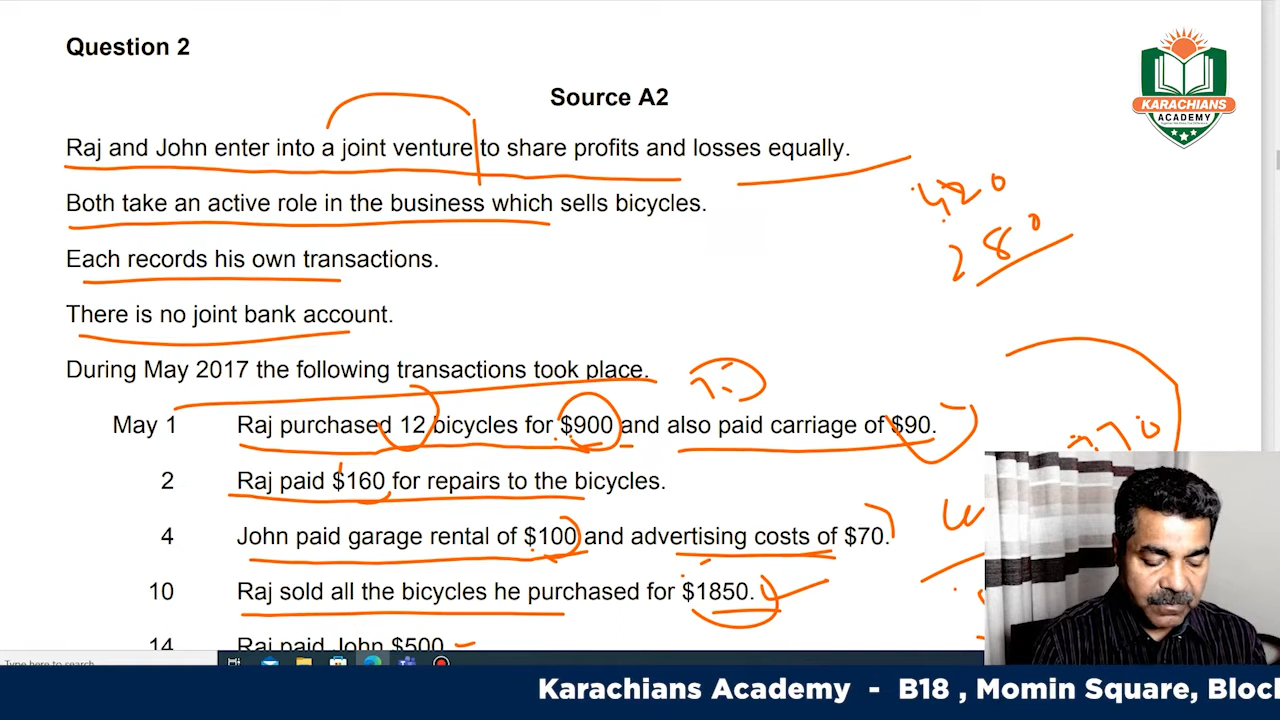 Question 2
Source A2
KARACHIANS
ACADEMY
Raj and John enter into a joint venture to share profits and losses equally.
420
Both take an active role in the business which sells bicycles.
280
Each records his own transactions.
There is no joint bank account.
During May 2017 the following transactions took place.
May 1 Raj purchased 12 bicycles for $900 and also paid carriage of $90.
2 Raj paid $160 for repairs to the bicycles.
4 John paid garage rental of $100 and advertising costs of $70.
10 Raj sold all the bicycles he purchased for $1850.
14 Raj paid John $500
Type here to search
Karachians Academy - B18 , Momin Square, Bloc